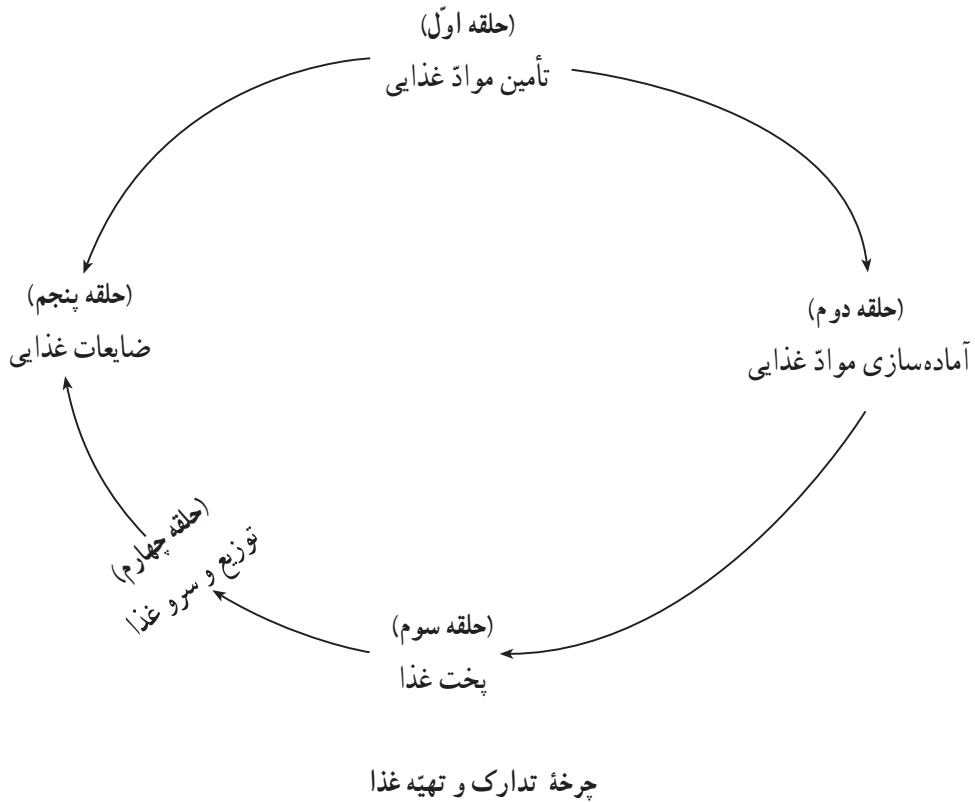 (حلقه اوّل)
تأمین موادّ غذایی
(حلقه دوم)
آماده‌سازی موادّ غذایی
(حلقه سوم)
پخت غذا
(حلقه چهارم)
توزیع و سرو غذا
(حلقه پنجم)
ضایعات غذایی
چرخهٔ تدارک و تهیّه غذا